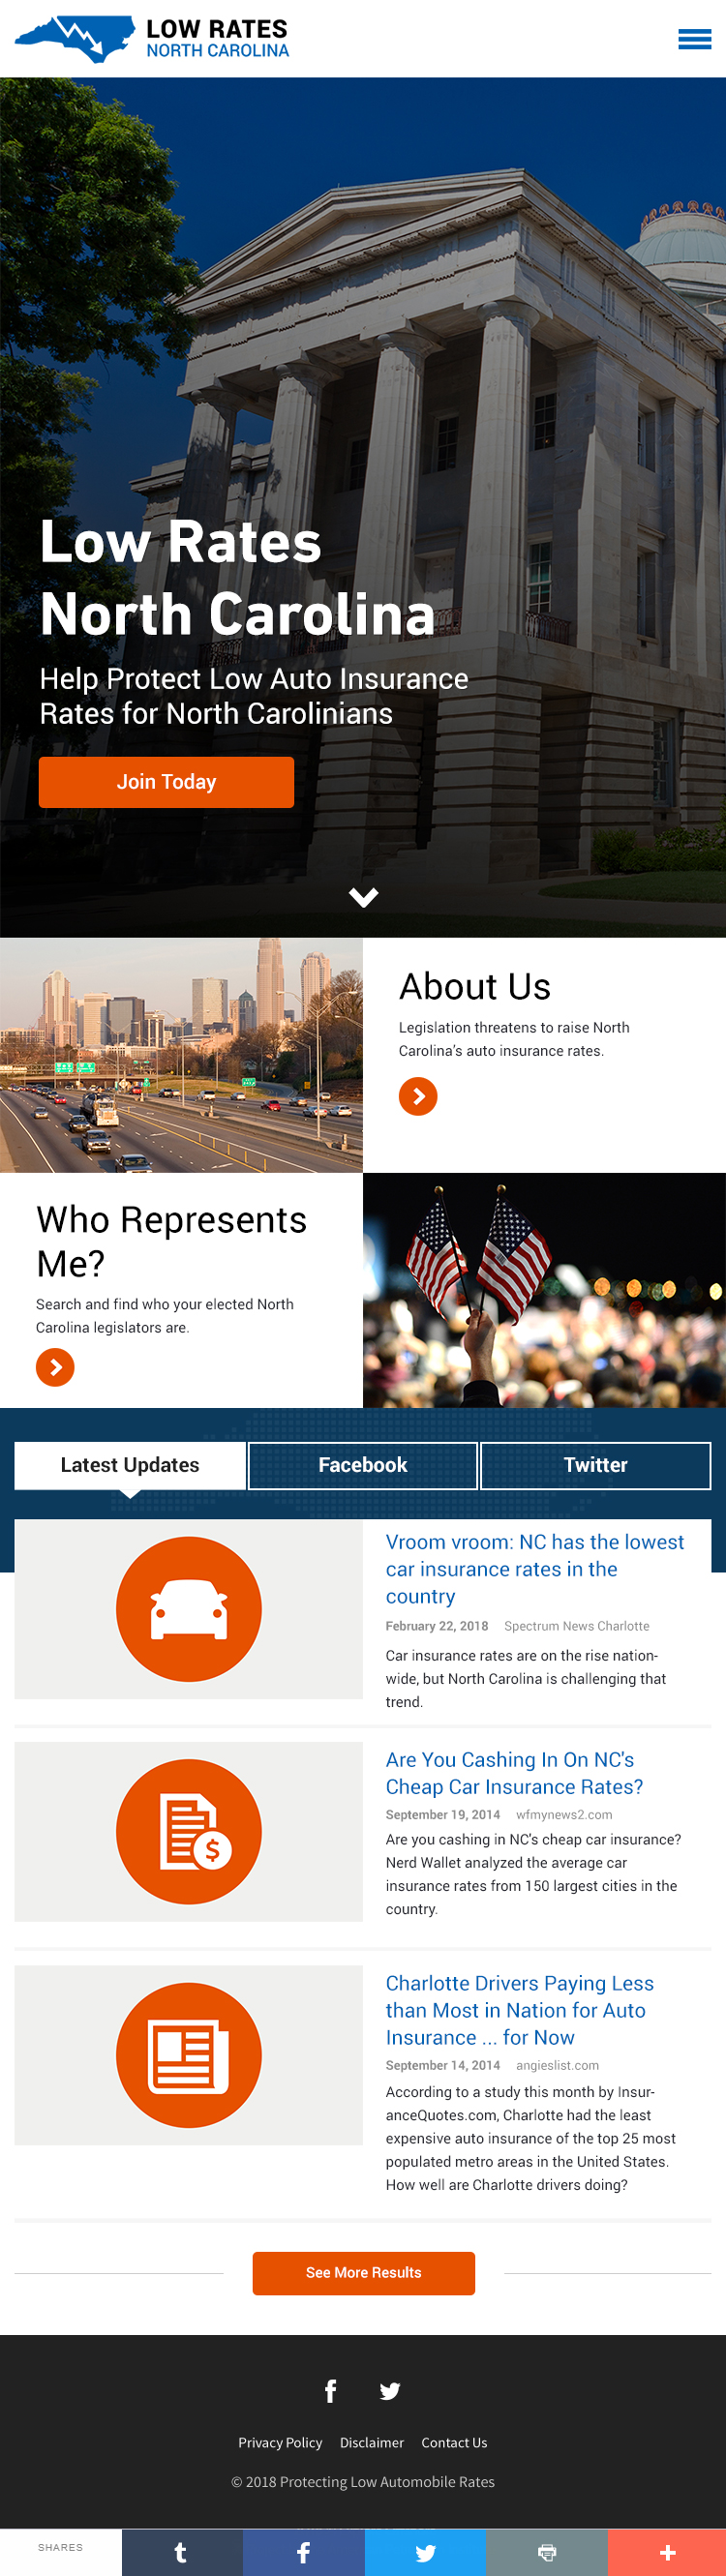 LOW RATES
NORTH CAROLINA
Low Rates
North Carolina
Help Protect Low Auto Insurance
Rates for North Carolinians
Join Today
About Us
Legislation threatens to raise North
Carolina’s auto insurance rates.
Who Represents
Me?
Search and find who your elected North
Carolina legislators are.
Latest Updates
Facebook
Twitter
Vroom vroom: NC has the lowest
car insurance rates in the
country
February 22, 2018 Spectrum News Charlotte
Car insurance rates are on the rise nation-
wide, but North Carolina is challenging that
trend.
Are You Cashing In On NC's
Cheap Car Insurance Rates?
September 19, 2014 wfmynews2.com
Are you cashing in NC's cheap car insurance?
Nerd Wallet analyzed the average car
insurance rates from 150 largest cities in the
country.
Charlotte Drivers Paying Less
than Most in Nation for Auto
Insurance ... for Now
September 14, 2014 angieslist.com
According to a study this month by Insur-
anceQuotes.com, Charlotte had the least
expensive auto insurance of the top 25 most
populated metro areas in the United States.
How well are Charlotte drivers doing?
See More Results
Privacy Policy Disclaimer Contact Us
© 2018 Protecting Low Automobile Rates
SHARES